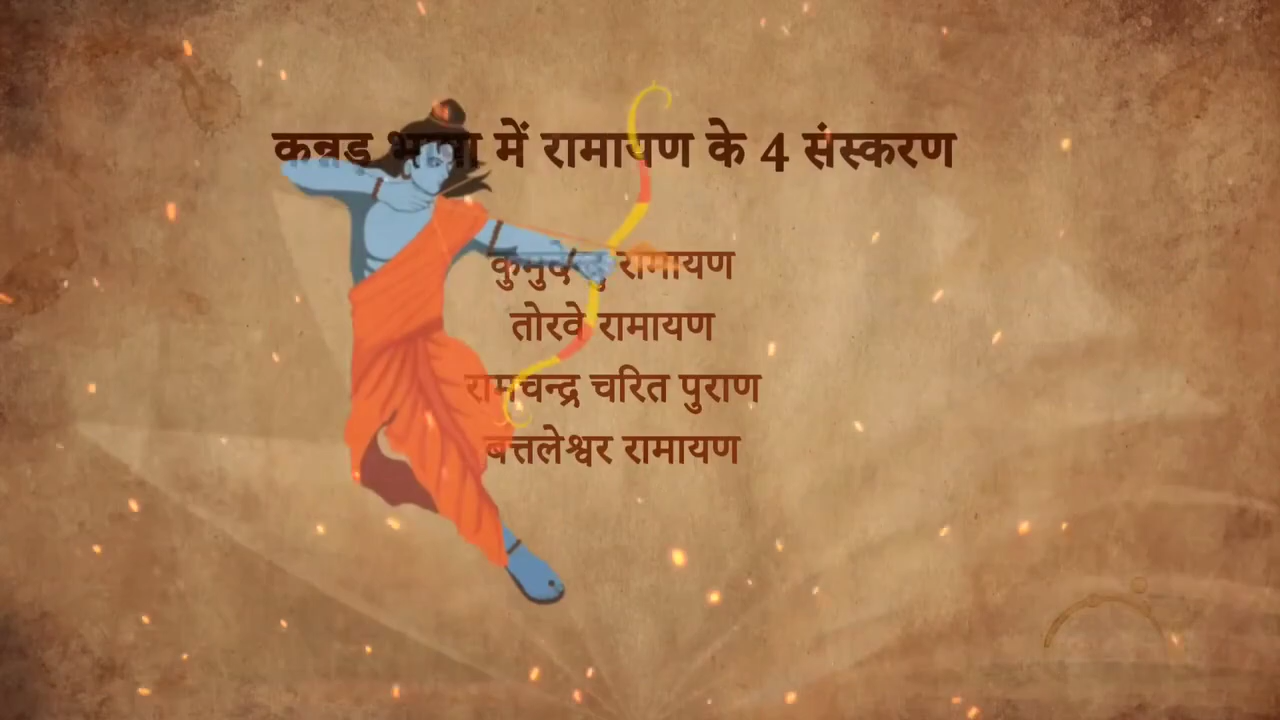 कन्नड भाषा में रामायण के 4 संस्करण
रामायण
तोरवे रामायण
रामचन्द्र चरित पुराण
बत्तलेश्वर रामायण